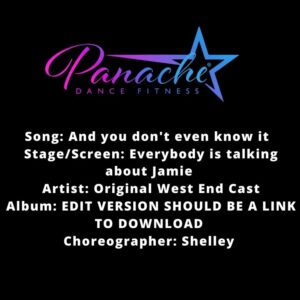 Panache
DANCE FITNESS
Song: And you don't even know it
Stage/Screen: Everybody is talking
about Jamie
Artist: Original West End Cast
Album: EDIT VERSION SHOULD BE A LINK
TO DOWNLOAD
Choreographer: Shelley